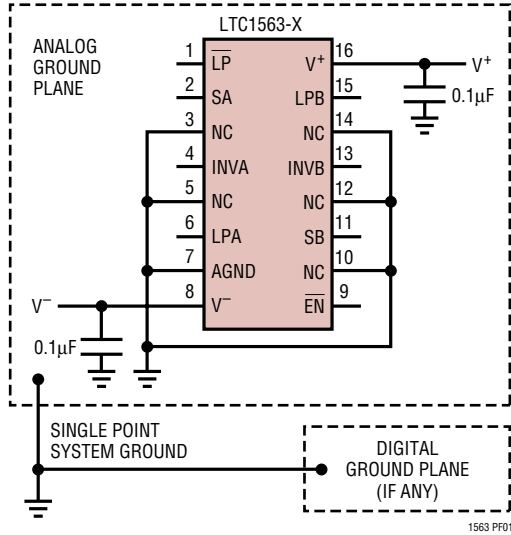 LTC1563-X
ANALOG
GROUND
PLANE
1 L̅P̅ V⁺ 16 V⁺
2 SA LPB 15
0.1μF
3 NC NC 14
4 INVA INVB 13
5 NC NC 12
6 LPA SB 11
7 AGND NC 10
V⁻ 8 V⁻ E̅N̅ 9
0.1μF
SINGLE POINT
SYSTEM GROUND
DIGITAL
GROUND PLANE
(IF ANY)
1563 PF01